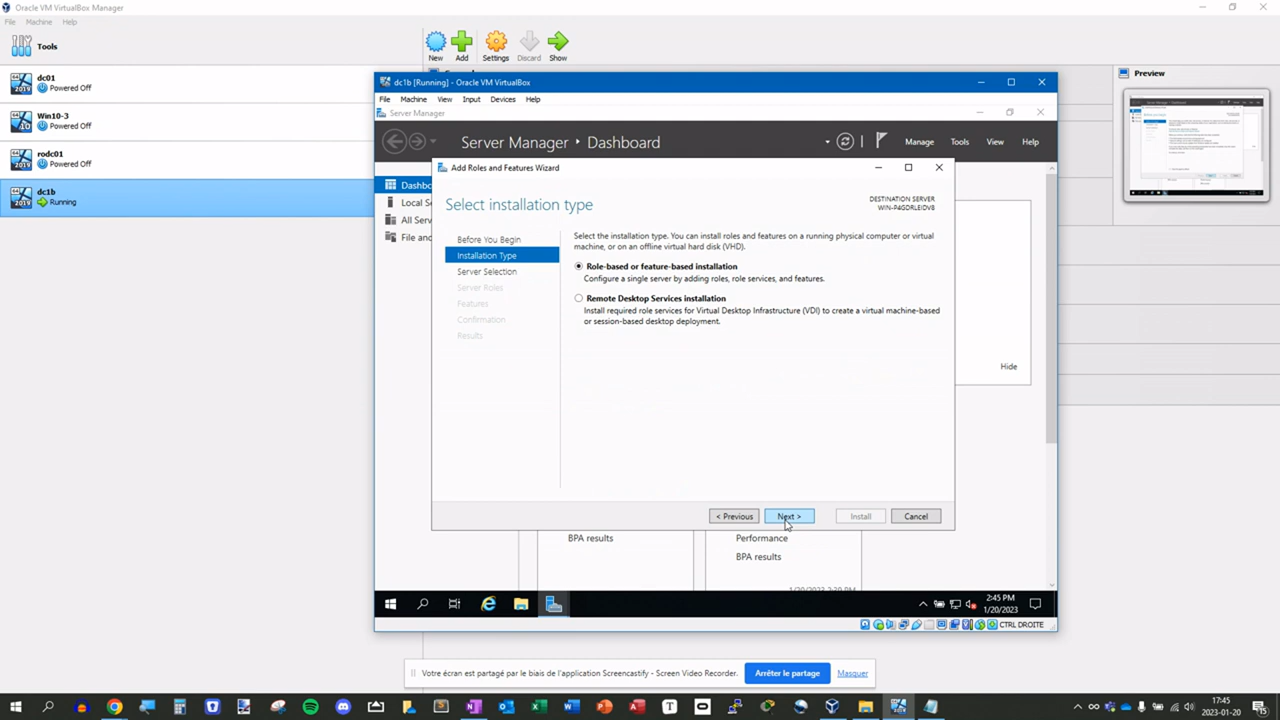 Oracle VM VirtualBox Manager
File Machine Help
Tools
New Add Settings Discard Show
dc01
Powered Off
Win10-3
Powered Off
rodc01
Powered Off
dc1b
Running
Preview
dc1b [Running] - Oracle VM VirtualBox
File Machine View Input Devices Help
Server Manager
Server Manager • Dashboard
Manage Tools View Help
Dashbo
Local S
All Serv
File and
Add Roles and Features Wizard
Select installation type
DESTINATION SERVER
Before You Begin
Installation Type
Server Selection
Server Roles
Features
Confirmation
Results
Select the installation type. You can install roles and features on a running physical computer or virtual
machine, or on an offline virtual hard disk (VHD).
Role-based or feature-based installation
Configure a single server by adding roles, role services, and features.
Remote Desktop Services installation
Install required role services for Virtual Desktop Infrastructure (VDI) to create a virtual machine-based
or session-based desktop deployment.
Hide
< Previous Next > Install Cancel
BPA results
Performance
BPA results
2:45 PM
1/20/2023
CTRL DROITE
Votre écran est partagé par le biais de l'application Screencastify - Screen Video Recorder.
Arrêter le partage
Masquer
17:45
2023-01-20